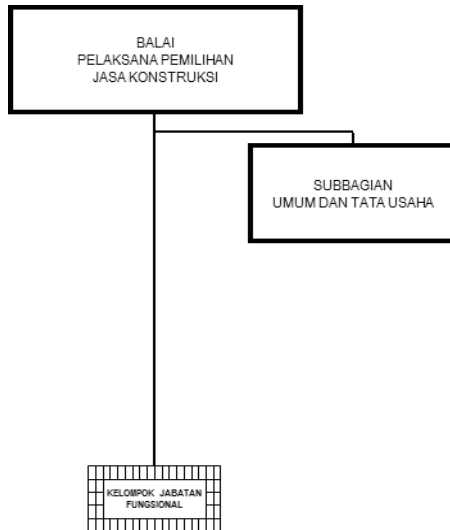 BALAI
PELAKSANA PEMILIHAN
JASA KONSTRUKSI
SUBBAGIAN
UMUM DAN TATA USAHA
KELOMPOK JABATAN
FUNGSIONAL